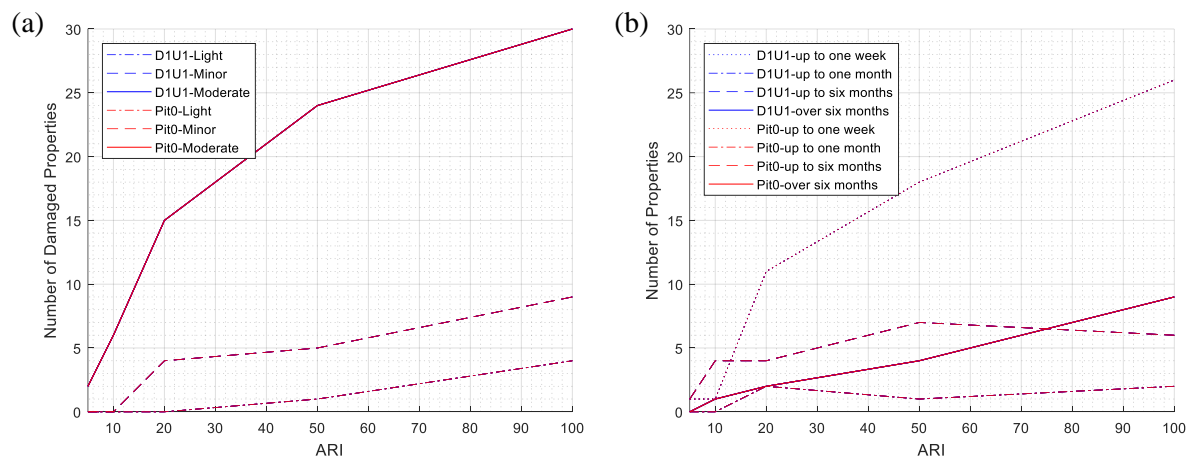 (a)
30
25
20
15
10
5
0
Number of Damaged Properties
D1U1-Light
D1U1-Minor
D1U1-Moderate
Pit0-Light
Pit0-Minor
Pit0-Moderate
10 20 30 40 50 60 70 80 90 100
ARI
(b)
30
25
20
15
10
5
0
Number of Properties
D1U1-up to one week
D1U1-up to one month
D1U1-up to six months
D1U1-over six months
Pit0-up to one week
Pit0-up to one month
Pit0-up to six months
Pit0-over six months
10 20 30 40 50 60 70 80 90 100
ARI